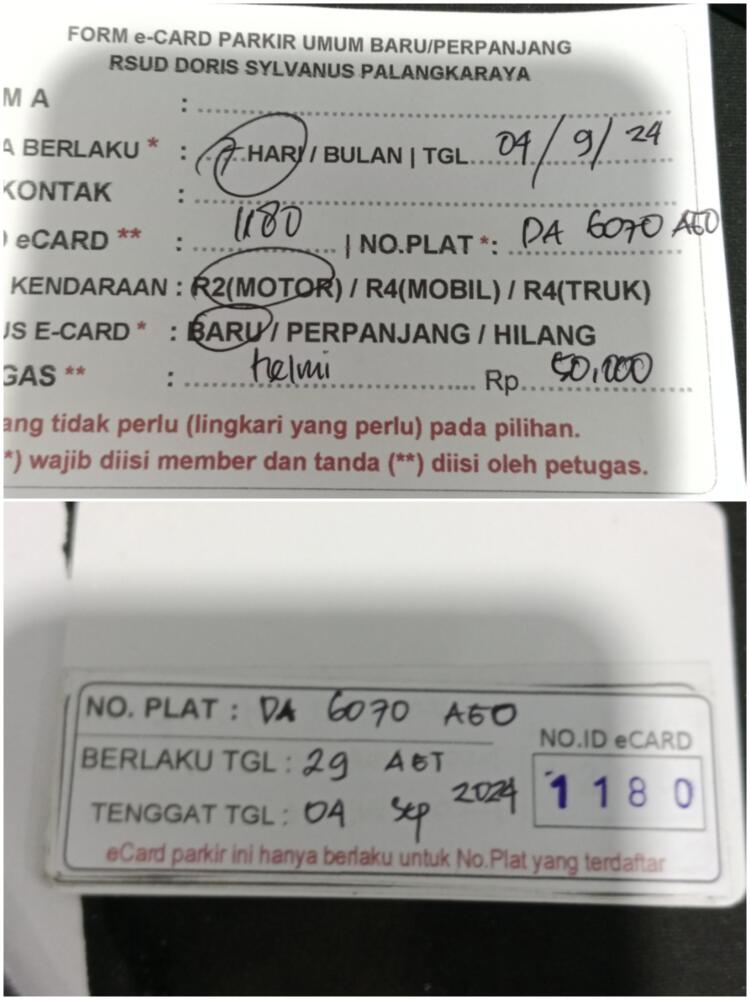 FORM e-CARD PARKIR UMUM BARU/PERPANJANG
RSUD DORIS SYLVANUS PALANGKARAYA
M A :
A BERLAKU * : 7 HARI / BULAN | TGL. 04/9/24
KONTAK :
eCARD ** : 1180 | NO.PLAT *: DA 6070 AEO
KENDARAAN : R2(MOTOR) / R4(MOBIL) / R4(TRUK)
US E-CARD * : BARU / PERPANJANG / HILANG
GAS ** : helmi Rp. 50.000
ang tidak perlu (lingkari yang perlu) pada pilihan.
*) wajib diisi member dan tanda (**) diisi oleh petugas.
NO. PLAT : DA 6070 AEO
NO.ID eCARD
BERLAKU TGL : 29 AGT
1180
TENGGAT TGL : 04 Sep 2024
eCard parkir ini hanya berlaku untuk No.Plat yang terdaftar